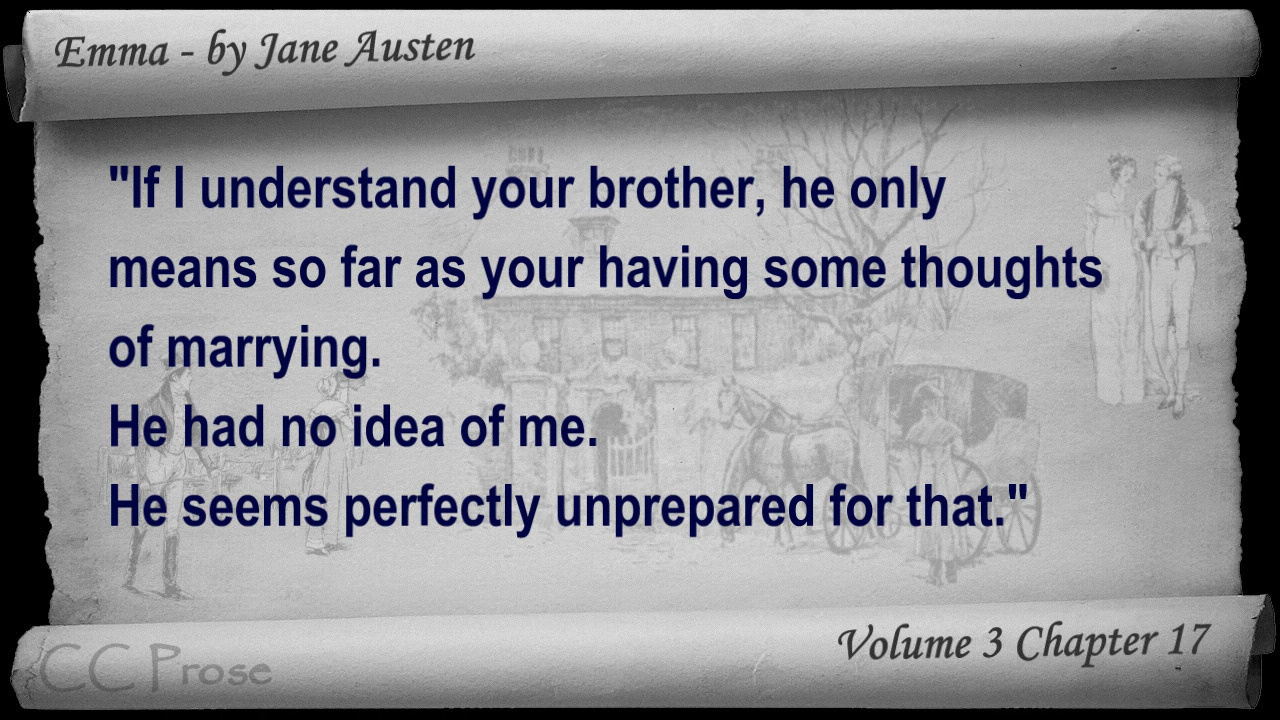 Emma - by Jane Austen
"If I understand your brother, he only
means so far as your having some thoughts
of marrying.
He had no idea of me.
He seems perfectly unprepared for that."
Volume 3 Chapter 17
CC Prose